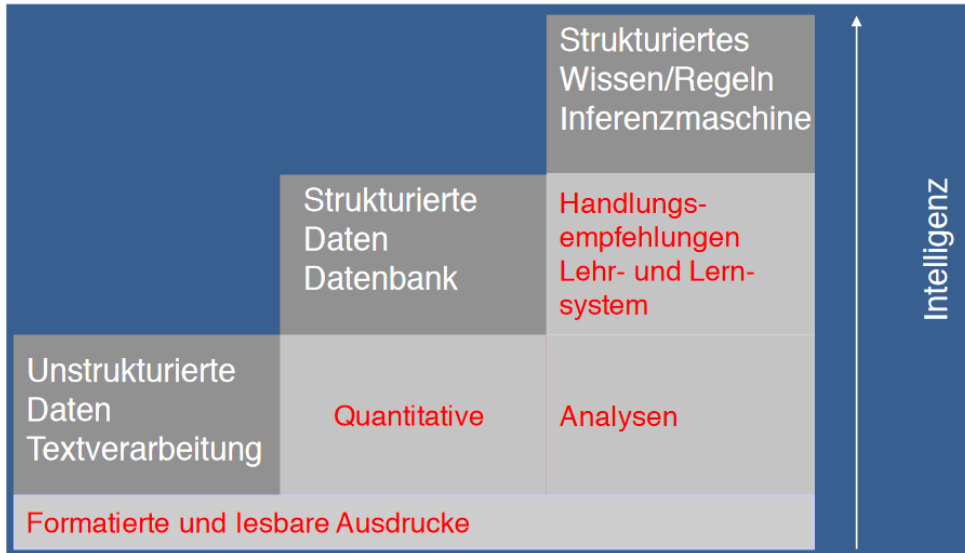 Strukturiertes
Wissen/Regeln
Inferenzmaschine
Strukturierte
Daten
Datenbank
Handlungs-
empfehlungen
Lehr- und Lern-
system
Unstrukturierte
Daten
Textverarbeitung
Quantitative
Analysen
Formatierte und lesbare Ausdrucke
Intelligenz